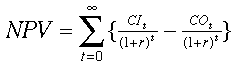 NPV = \sum_{t=0}^{\infty} \{ \frac{CI_t}{(1+r)^t} - \frac{CO_t}{(1+r)^t} \}